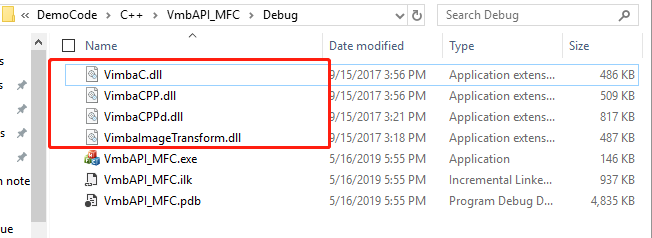 « DemoCode > C++ > VmbAPI_MFC > Debug
Search Debug
Name Date modified Type Size
VimbaC.dll 9/15/2017 3:56 PM Application extens... 486 KB
VimbaCPP.dll 9/15/2017 3:56 PM Application extens... 509 KB
VimbaCPPd.dll 9/15/2017 3:21 PM Application extens... 817 KB
VimbaImageTransform.dll 9/15/2017 3:18 PM Application extens... 487 KB
VmbAPI_MFC.exe 5/16/2019 5:55 PM Application 146 KB
VmbAPI_MFC.ilk 5/16/2019 5:55 PM Incremental Linke... 937 KB
VmbAPI_MFC.pdb 5/16/2019 5:55 PM Program Debug D... 4,835 KB
n note
ue